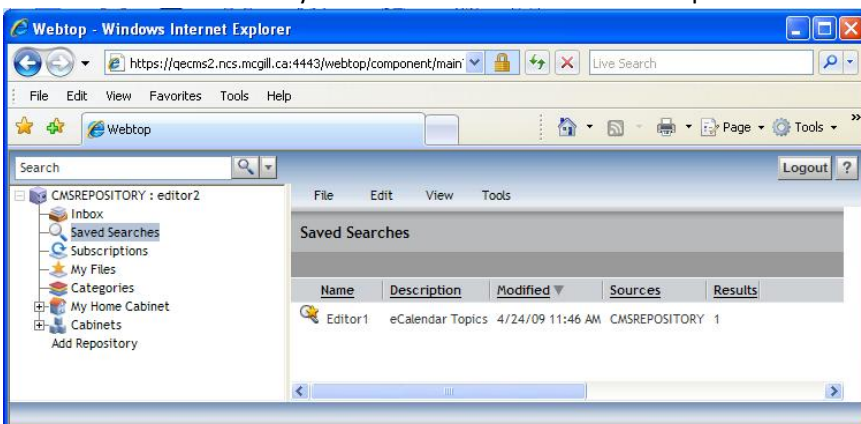 Webtop - Windows Internet Explorer
https://qecms2.ncs.mcgill.ca:4443/webtop/component/main
Live Search
File Edit View Favorites Tools Help
Webtop
Page Tools
Search
Logout ?
CMSREPOSITORY : editor2
Inbox
Saved Searches
Subscriptions
My Files
Categories
My Home Cabinet
Cabinets
Add Repository
File Edit View Tools
Saved Searches
Name Description Modified Sources Results
Editor1 eCalendar Topics 4/24/09 11:46 AM CMSREPOSITORY 1